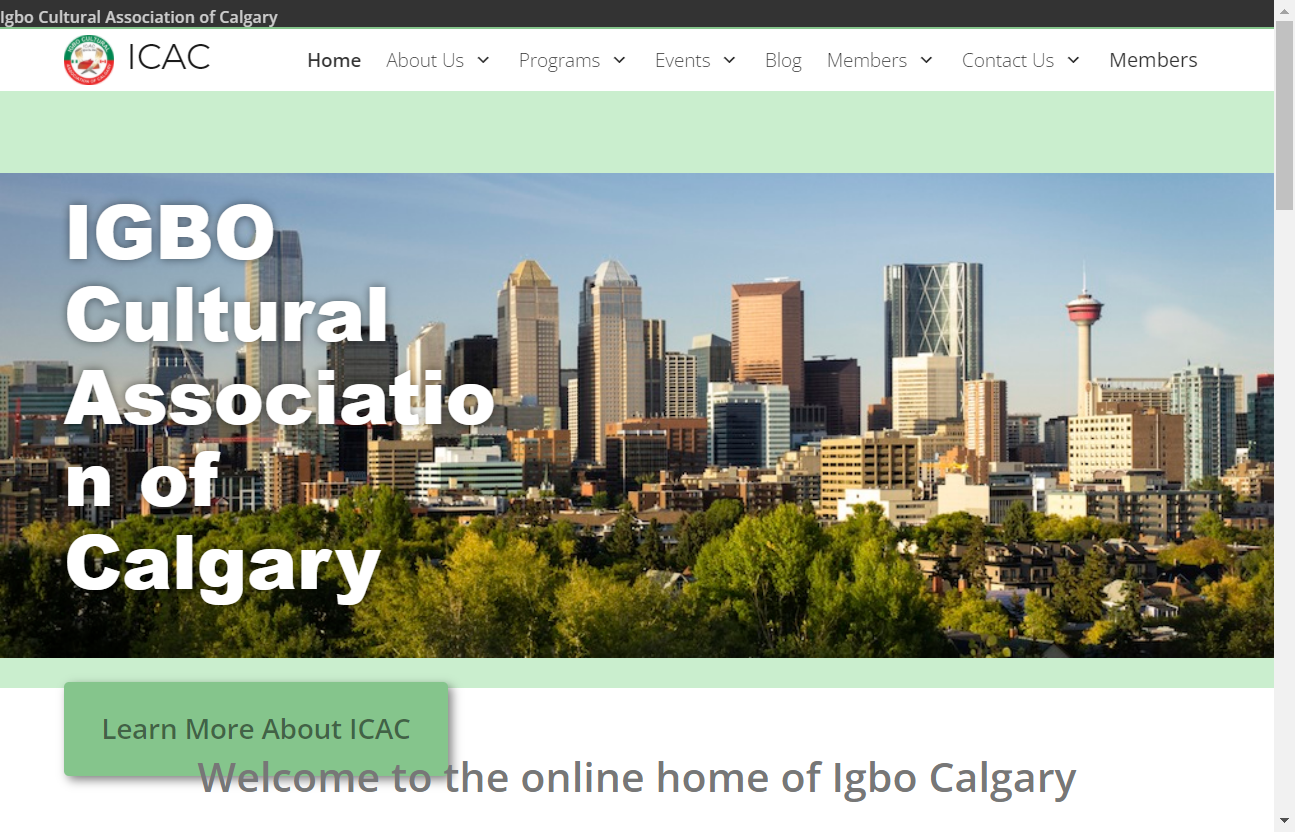 Igbo Cultural Association of Calgary
ICAC
Home About Us Programs Events Blog Members Contact Us Members
IGBO
Cultural
Associatio
n of
Calgary
Learn More About ICAC
Welcome to the online home of Igbo Calgary